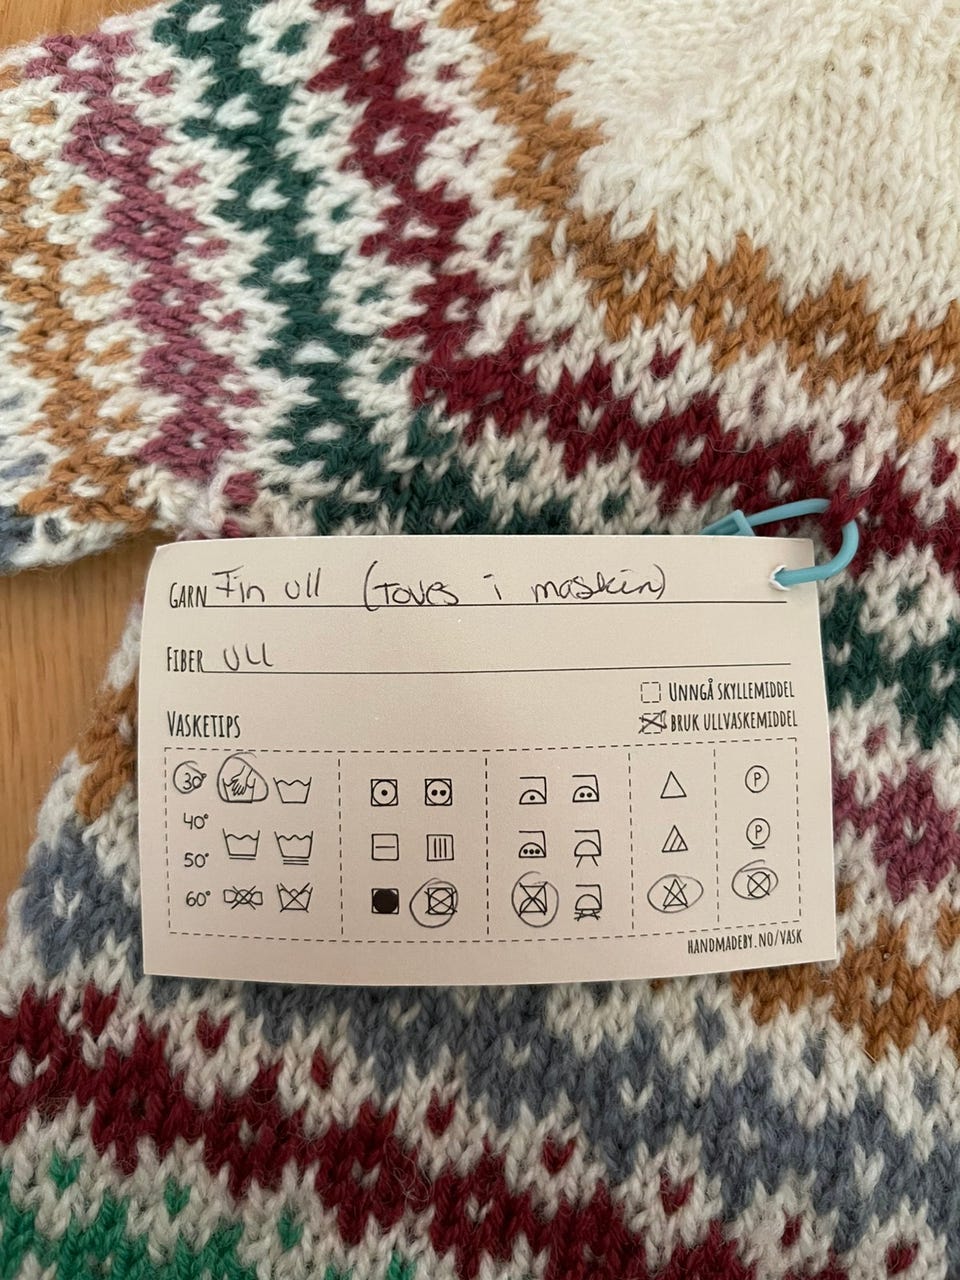 GARN Fin ull (Toves i maskin)
FIBER Ull
UNNGÅ SKYLLEMIDDEL
VASKETIPS
BRUK ULLVASKEMIDDEL
30°
40°
50°
60°
P
P
HANDMADEBY.NO/VASK